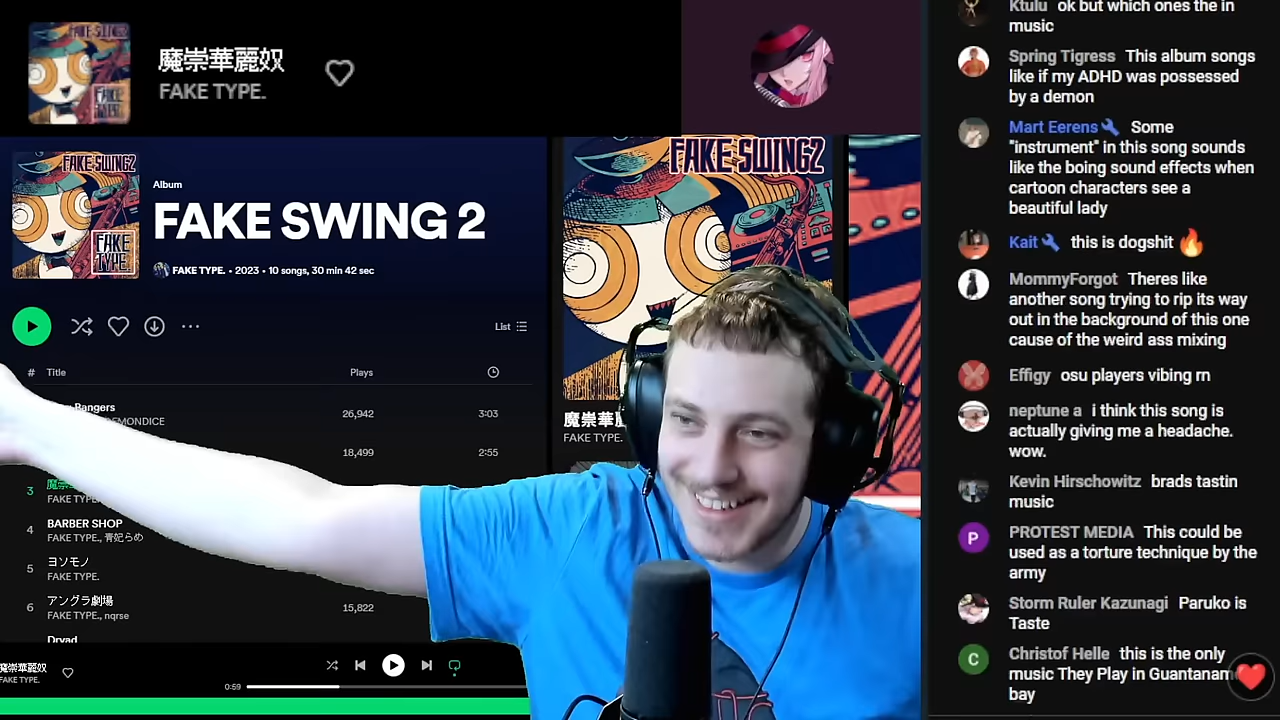 魔崇華麗奴
FAKE TYPE.
FAKE SWING2
FAKE
TYPE
Album
FAKE SWING 2
FAKE TYPE. • 2023 • 10 songs, 30 min 42 sec
List
# Title Plays
Bangers
DEMONDICE
26,942 3:03
18,499 2:55
3
FAKE TYPE.
4 BARBER SHOP
FAKE TYPE., 青妃らめ
5 ヨソモノ
FAKE TYPE.
6 アングラ劇場
FAKE TYPE., nqrse
15,822
Dryad
魔崇華麗奴
FAKE TYPE.
0:59
FAKE SWING2
魔崇華麗
FAKE TYPE.
Ktulu ok but which ones the in
music
Spring Tigress This album songs
like if my ADHD was possessed
by a demon
Mart Eerens Some
"instrument" in this song sounds
like the boing sound effects when
cartoon characters see a
beautiful lady
Kait this is dogshit 🔥
MommyForgot Theres like
another song trying to rip its way
out in the background of this one
cause of the weird ass mixing
Effigy osu players vibing rn
neptune a i think this song is
actually giving me a headache.
wow.
Kevin Hirschowitz brads tastin
music
P PROTEST MEDIA This could be
used as a torture technique by the
army
Storm Ruler Kazunagi Paruko is
Taste
C Christof Helle this is the only
music They Play in Guantanam
bay